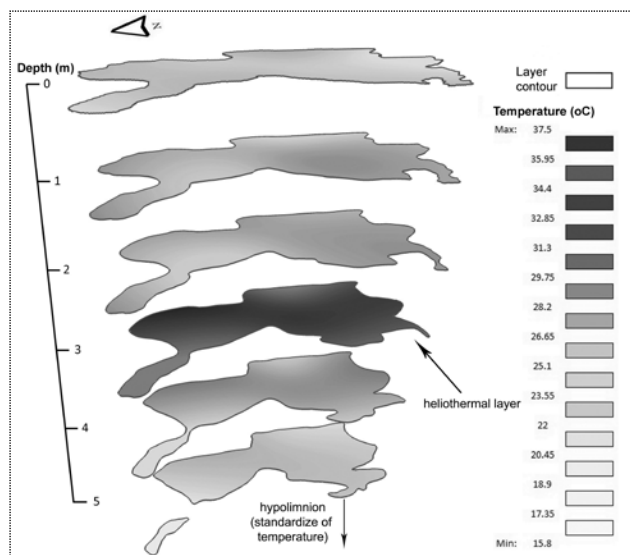 N
Depth (m)
0
1
2
3
4
5
heliothermal layer
hypolimnion
(standardize of
temperature)
Layer
contour
Temperature (oC)
Max: 37.5
35.95
34.4
32.85
31.3
29.75
28.2
26.65
25.1
23.55
22
20.45
18.9
17.35
Min: 15.8